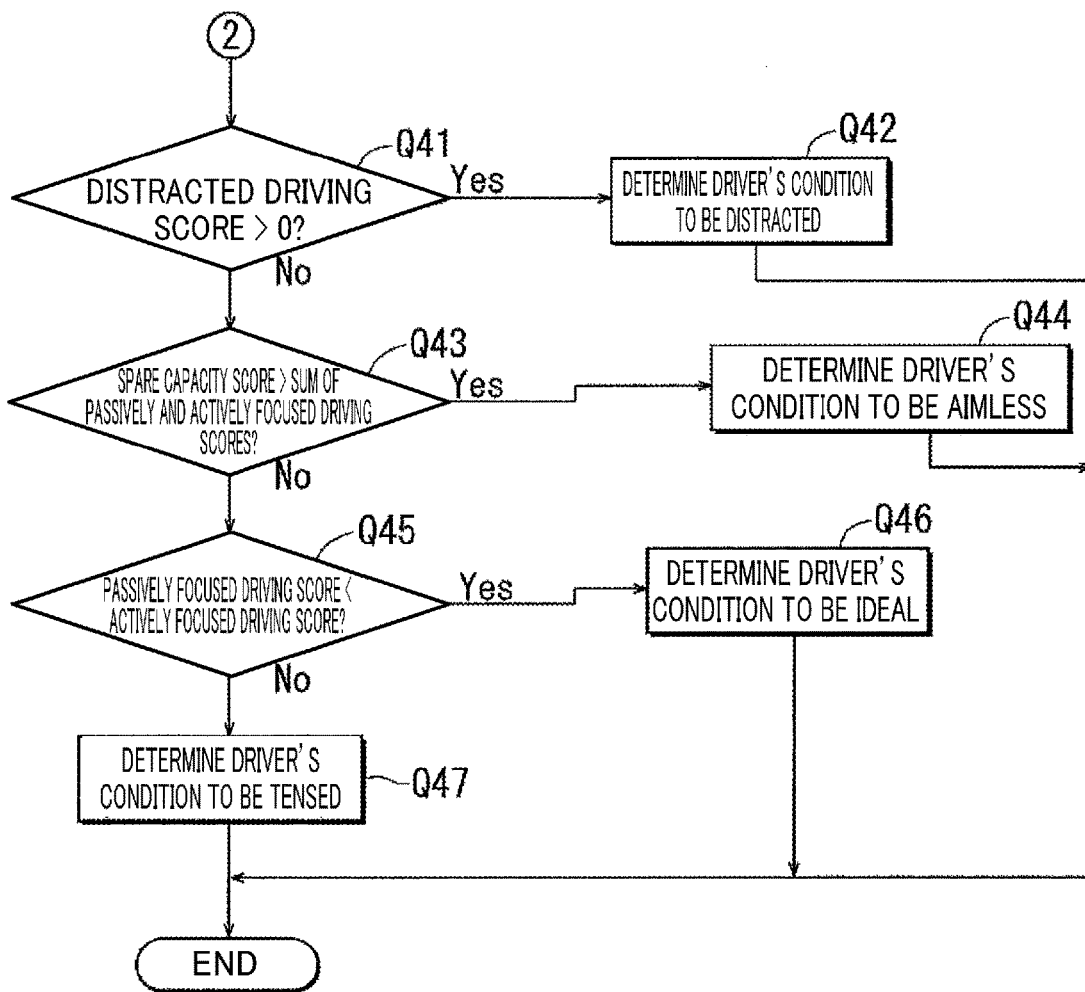 2
Q41
DISTRACTED DRIVING
SCORE > 0?
Yes
No
Q42
DETERMINE DRIVER'S CONDITION
TO BE DISTRACTED
Q43
SPARE CAPACITY SCORE > SUM OF
PASSIVELY AND ACTIVELY FOCUSED DRIVING
SCORES?
Yes
No
Q44
DETERMINE DRIVER'S
CONDITION TO BE AIMLESS
Q45
PASSIVELY FOCUSED DRIVING SCORE <
ACTIVELY FOCUSED DRIVING SCORE?
Yes
No
Q46
DETERMINE DRIVER'S
CONDITION TO BE IDEAL
DETERMINE DRIVER'S
CONDITION TO BE TENSED
Q47
END